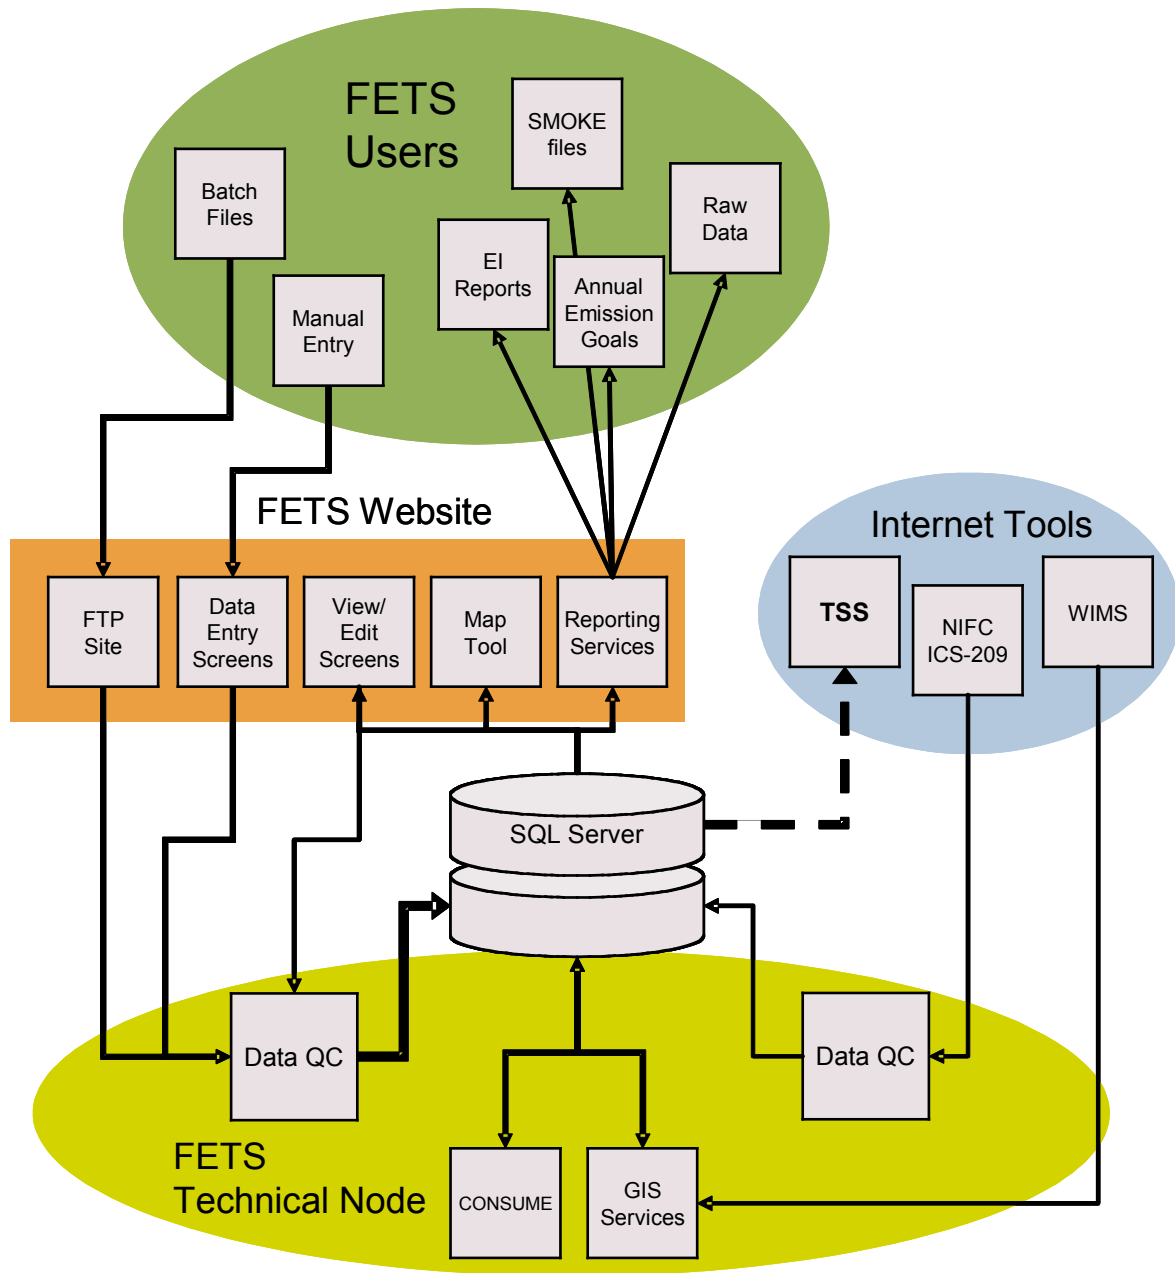 FETS
Users
SMOKE
files
Batch
Files
Raw
Data
EI
Reports
Annual
Emission
Goals
Manual
Entry
FETS Website
Internet Tools
FTP
Site
Data
Entry
Screens
View/
Edit
Screens
Map
Tool
Reporting
Services
TSS
NIFC
ICS-209
WIMS
SQL Server
Data QC
Data QC
FETS
Technical Node
CONSUME
GIS
Services